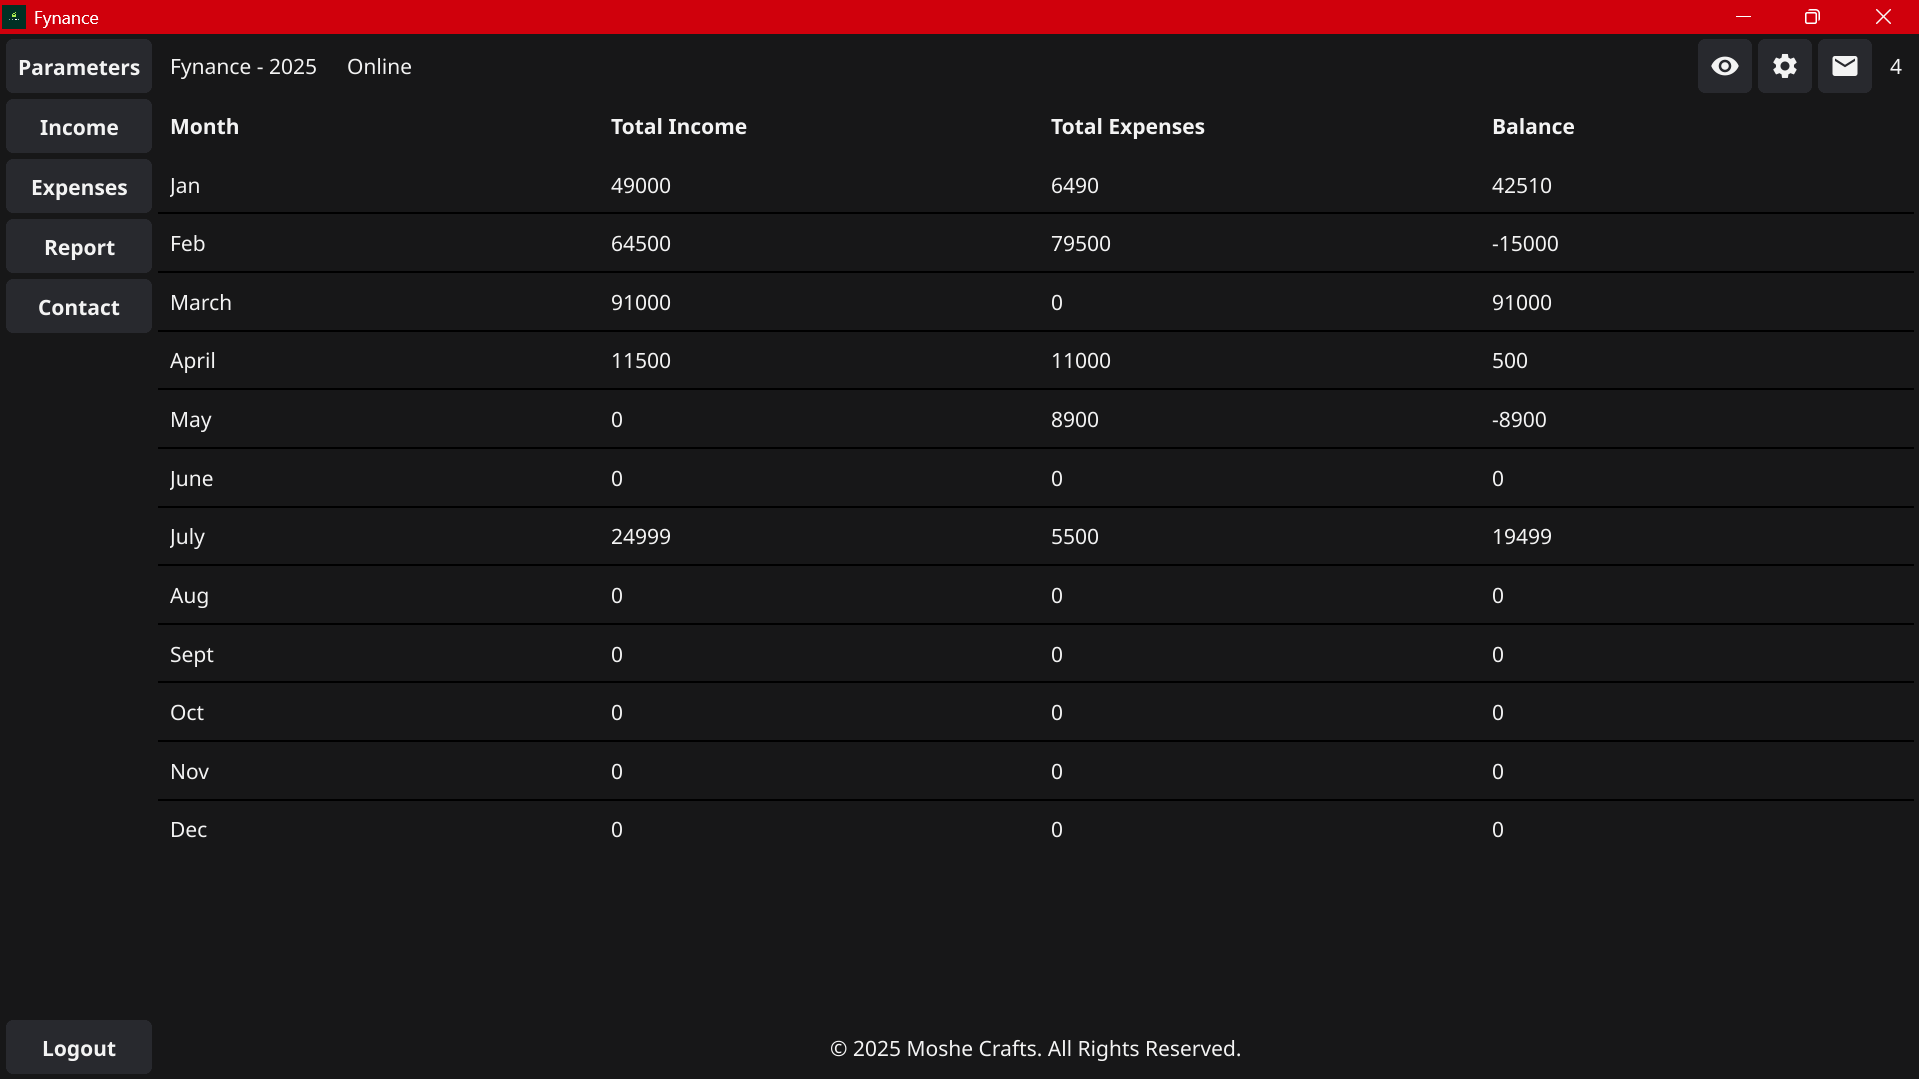 Fynance
Parameters Fynance - 2025 Online 4
Income Month Total Income Total Expenses Balance
Expenses Jan 49000 6490 42510
Report Feb 64500 79500 -15000
Contact March 91000 0 91000
April 11500 11000 500
May 0 8900 -8900
June 0 0 0
July 24999 5500 19499
Aug 0 0 0
Sept 0 0 0
Oct 0 0 0
Nov 0 0 0
Dec 0 0 0
Logout © 2025 Moshe Crafts. All Rights Reserved.